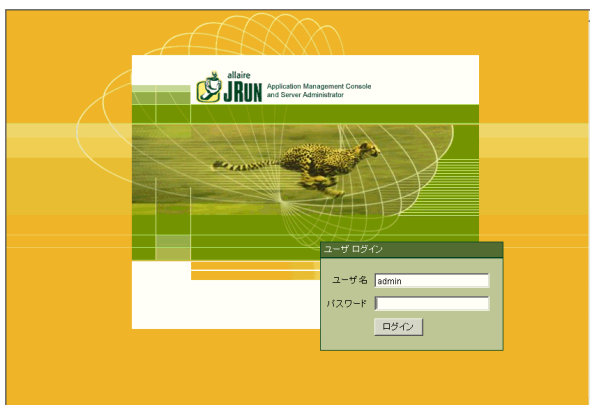 allaire
JRUN
Application Management Console
and Server Administrator
ユーザ ログイン
ユーザ名 admin
パスワード
ログイン